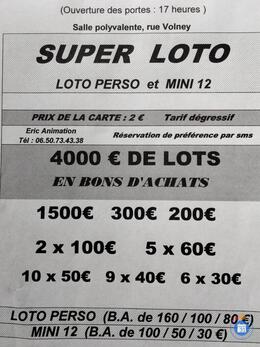 (Ouverture des portes : 17 heures )
Salle polyvalente, rue Volney
SUPER LOTO
LOTO PERSO et MINI 12
PRIX DE LA CARTE : 2 € Tarif dégressif
Eric Animation
Tél : 06.50.73.43.38 Réservation de préférence par sms
4000 € DE LOTS
EN BONS D'ACHATS
1500€ 300€ 200€
2 x 100€ 5 x 60€
10 x 50€ 9 x 40€ 6 x 30€
LOTO PERSO (B.A. de 160 / 100 / 80 €)
MINI 12 (B.A. de 100 / 50 / 30 €)